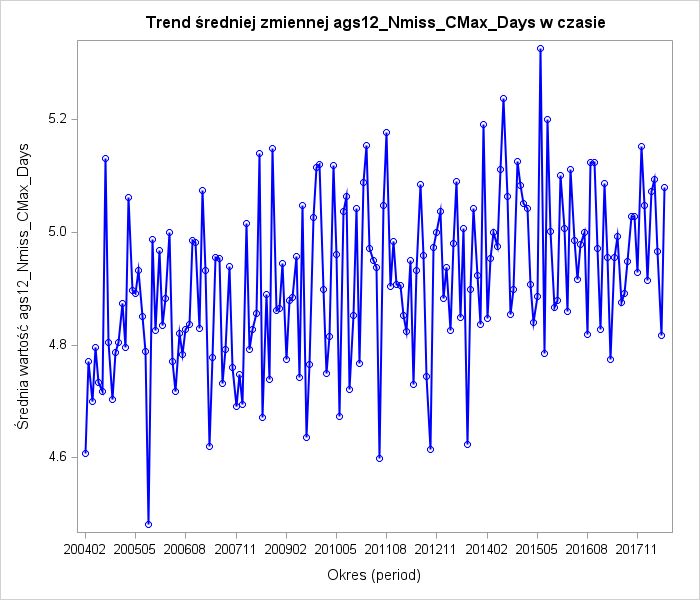 Trend średniej zmiennej ags12_Nmiss_CMax_Days w czasie
Średnia wartość ags12_Nmiss_CMax_Days
5.2
5.0
4.8
4.6
200402 200505 200608 200711 200902 201005 201108 201211 201402 201505 201608 201711
Okres (period)